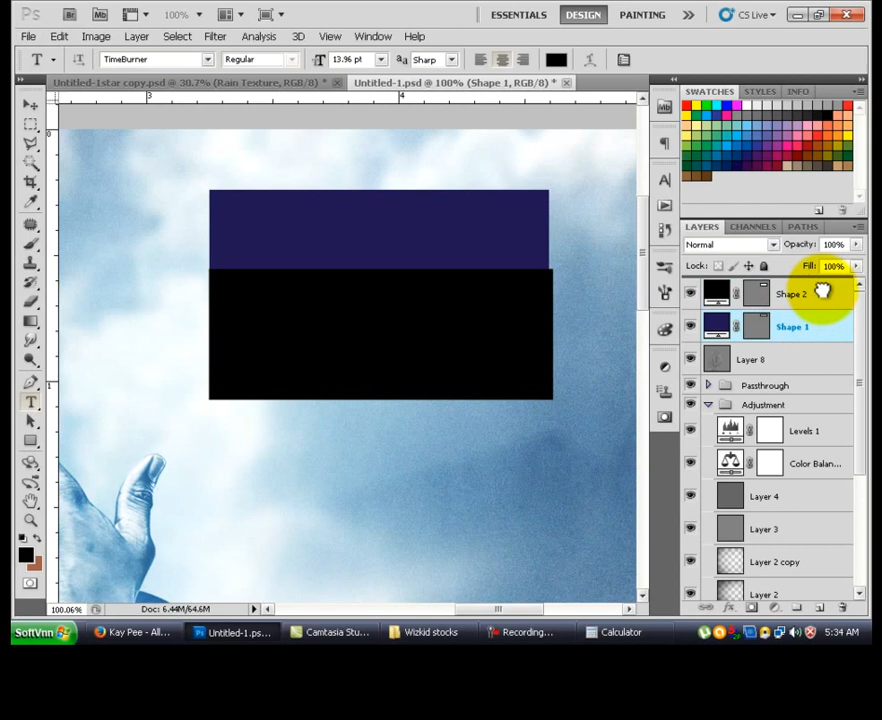 Ps Br Mb 100% ESSENTIALS DESIGN PAINTING CS Live
File Edit Image Layer Select Filter Analysis 3D View Window Help
T TimeBurner Regular 13.96 pt Sharp
Untitled-1star copy.psd @ 30.7% (Rain Texture, RGB/8) * Untitled-1.psd @ 100% (Shape 1, RGB/8) *
3 4
0
1
SWATCHES STYLES INFO
LAYERS CHANNELS PATHS
Normal Opacity: 100%
Lock: Fill: 100%
Shape 2
Shape 1
Layer 8
Passthrough
Adjustment
Levels 1
Color Balan...
Layer 4
Layer 3
Layer 2 copy
Layer 2
100.06% Doc: 6.44M/64.6M
SoftVnn Kay Pee - All... Untitled-1.ps... Camtasia Stu... Wizkid stocks Recording... Calculator 5:34 AM